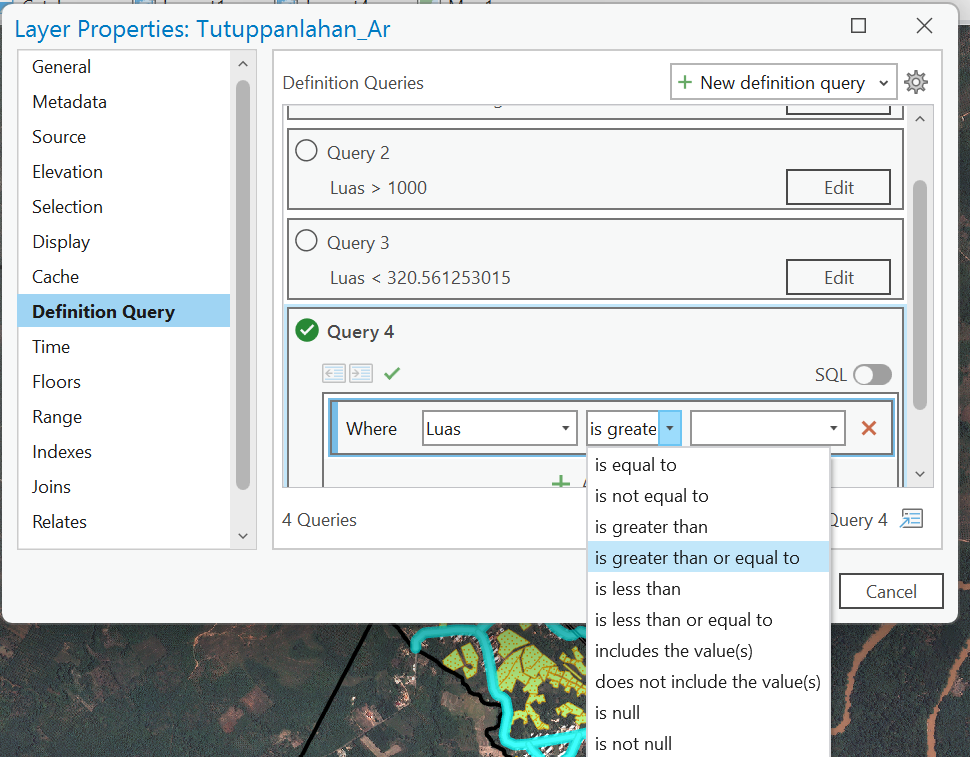 Layer Properties: Tutuppanlahan_Ar
General
Metadata
Source
Elevation
Selection
Display
Cache
Definition Query
Time
Floors
Range
Indexes
Joins
Relates
Definition Queries
New definition query
Query 2
Luas > 1000
Edit
Query 3
Luas < 320.561253015
Edit
Query 4
SQL
Where Luas is greate
is equal to
is not equal to
is greater than
is greater than or equal to
is less than
is less than or equal to
includes the value(s)
does not include the value(s)
is null
is not null
4 Queries
Query 4
Cancel